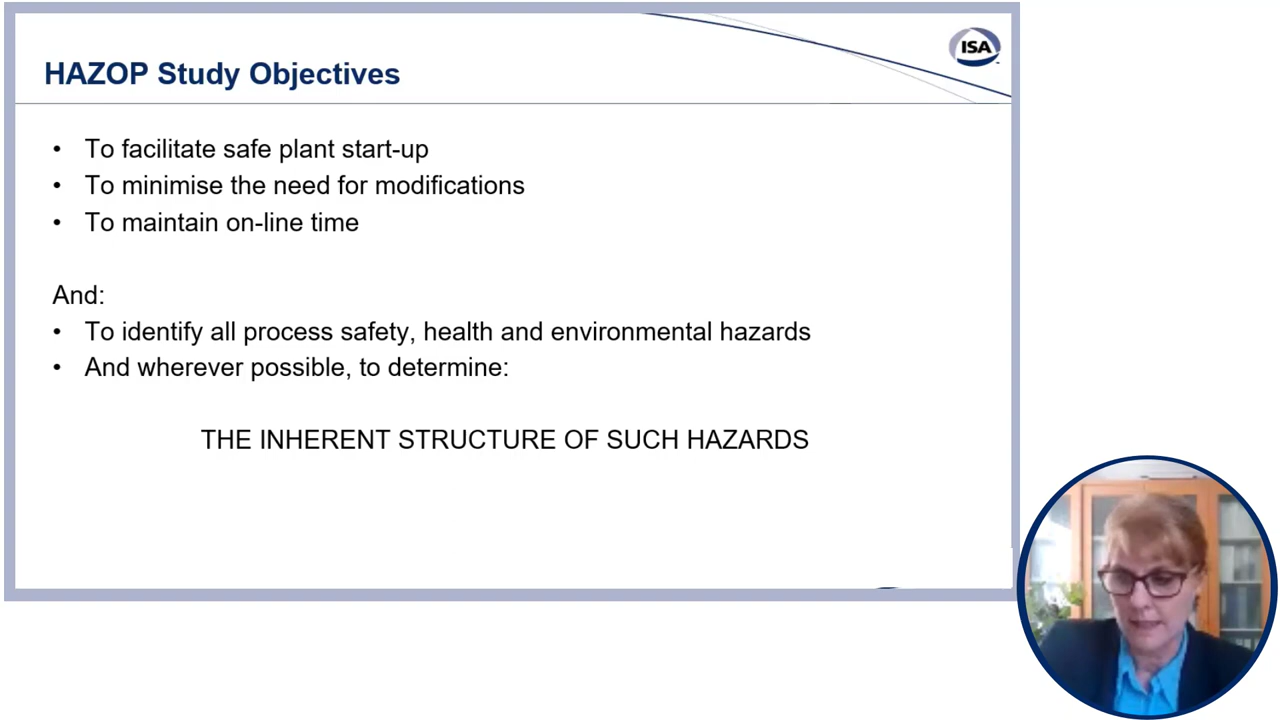 ISA
HAZOP Study Objectives
• To facilitate safe plant start-up
• To minimise the need for modifications
• To maintain on-line time
And:
• To identify all process safety, health and environmental hazards
• And wherever possible, to determine:
THE INHERENT STRUCTURE OF SUCH HAZARDS